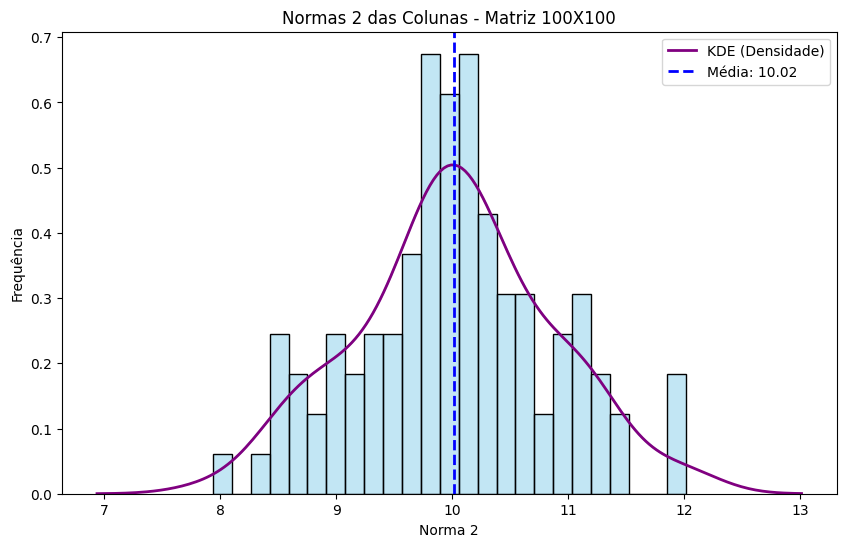 Normas 2 das Colunas - Matriz 100X100
KDE (Densidade)
Média: 10.02
Frequência
0.7
0.6
0.5
0.4
0.3
0.2
0.1
0.0
7 8 9 10 11 12 13
Norma 2